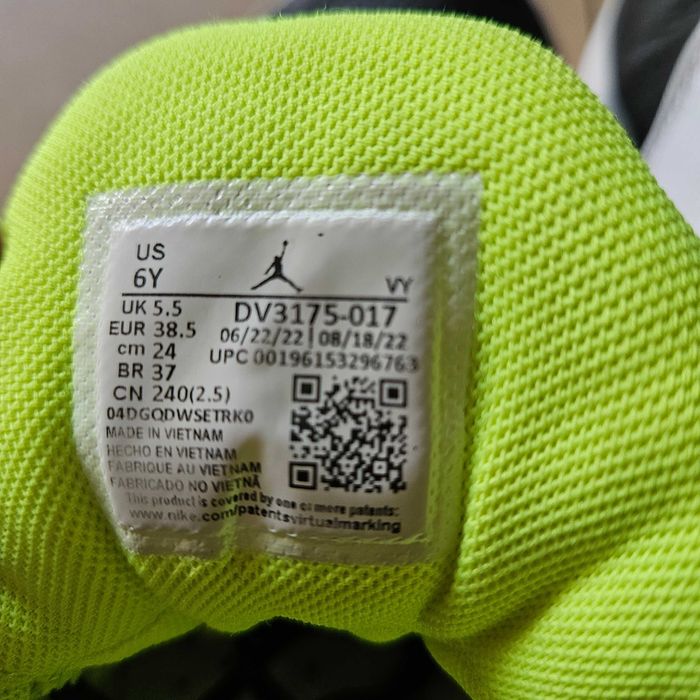 US
6Y
VY
UK 5.5
EUR 38.5
cm 24
BR 37
CN 240(2.5)
DV3175-017
06/22/22 | 08/18/22
UPC 00196153296763
04DGQDWSETRK0
MADE IN VIETNAM
HECHO EN VIETNAM
FABRIQUE AU VIETNAM
FABRICADO NO VIETNÃ
This product is covered by one or more patents:
www.nike.com/patentsvirtualmarking